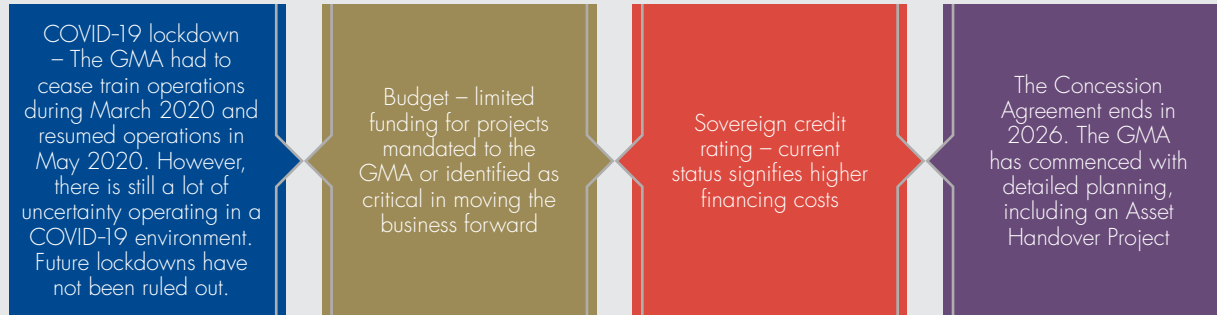 COVID-19 lockdown
– The GMA had to
cease train operations
during March 2020 and
resumed operations in
May 2020. However,
there is still a lot of
uncertainty operating in a
COVID-19 environment.
Future lockdowns have
not been ruled out.
Budget – limited
funding for projects
mandated to the
GMA or identified as
critical in moving the
business forward
Sovereign credit
rating – current
status signifies higher
financing costs
The Concession
Agreement ends in
2026. The GMA
has commenced with
detailed planning,
including an Asset
Handover Project